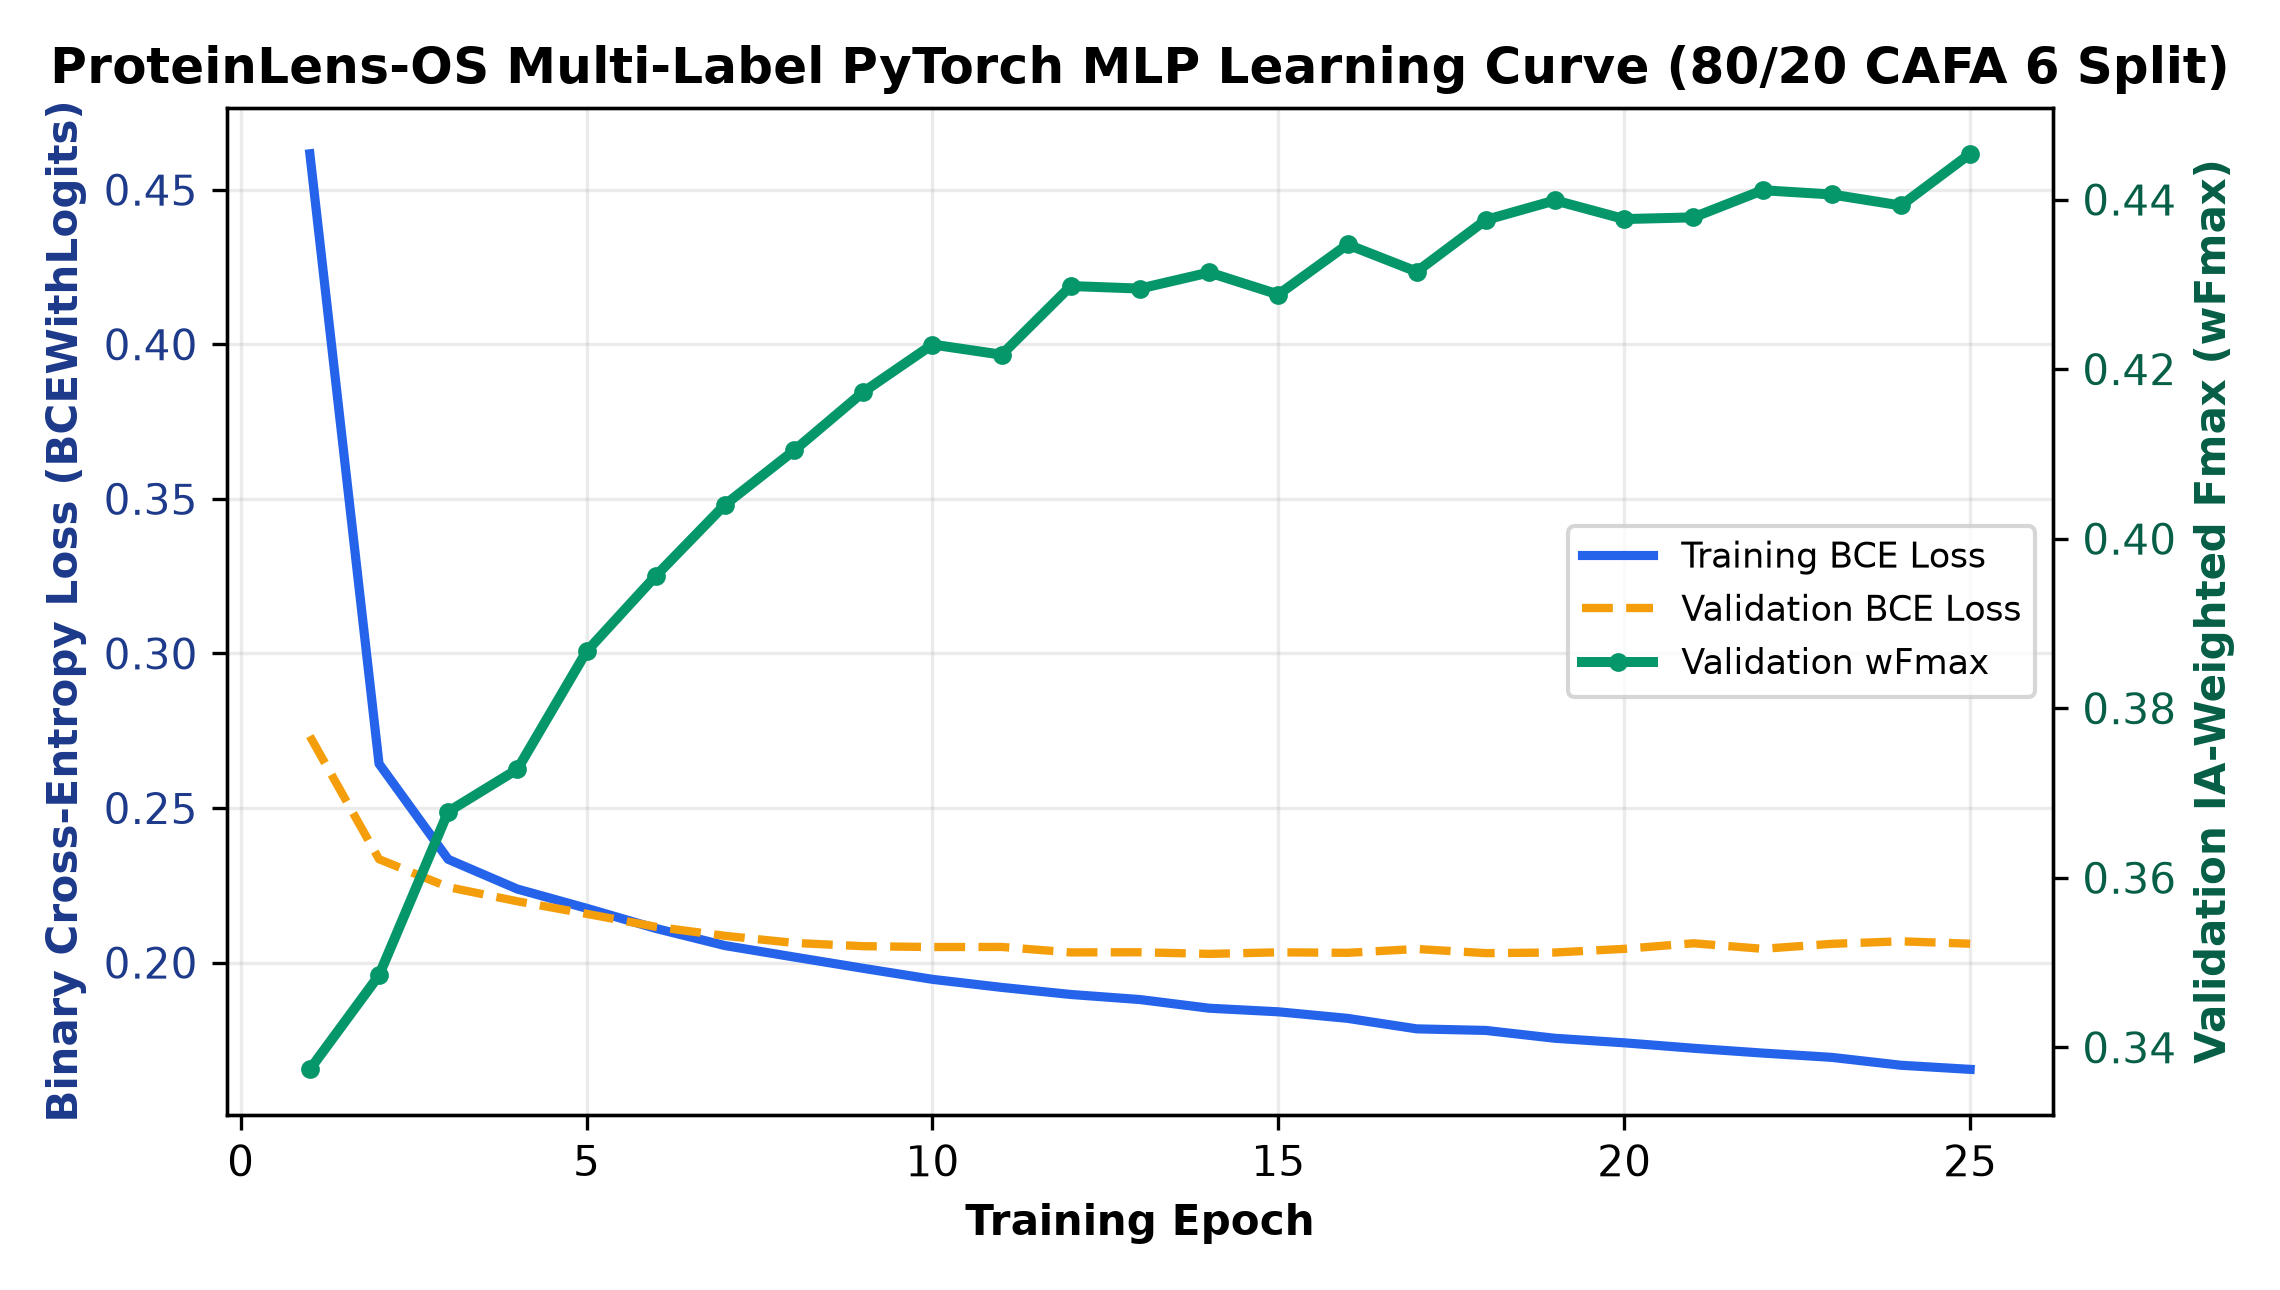 ProteinLens-OS Multi-Label PyTorch MLP Learning Curve (80/20 CAFA 6 Split)
Binary Cross-Entropy Loss (BCEWithLogits)
0.45
0.40
0.35
0.30
0.25
0.20
Training BCE Loss
Validation BCE Loss
Validation wFmax
0.44
0.42
0.40
0.38
0.36
0.34
Validation IA-Weighted Fmax (wFmax)
0 5 10 15 20 25
Training Epoch